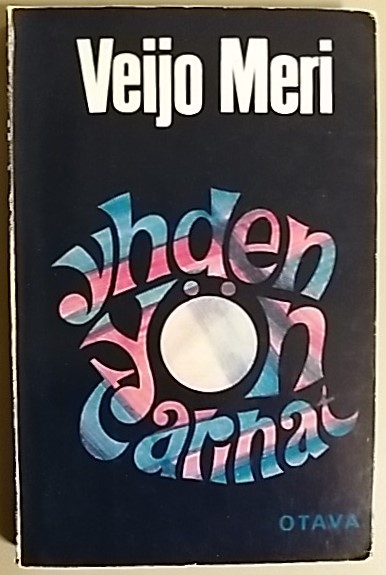 Veijo Meri
yhden
yön
tarinat
OTAVA